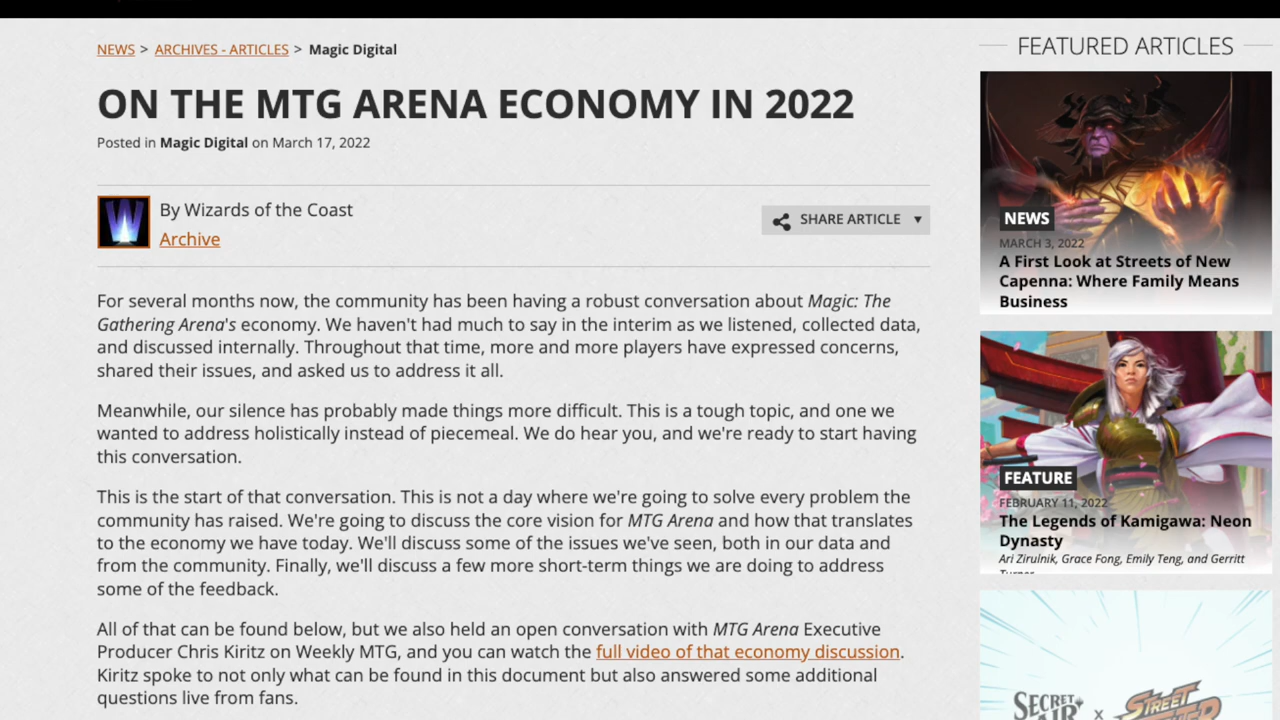 NEWS > ARCHIVES - ARTICLES > Magic Digital
ON THE MTG ARENA ECONOMY IN 2022
Posted in Magic Digital on March 17, 2022
By Wizards of the Coast
Archive
SHARE ARTICLE ▼
For several months now, the community has been having a robust conversation about Magic: The
Gathering Arena's economy. We haven't had much to say in the interim as we listened, collected data,
and discussed internally. Throughout that time, more and more players have expressed concerns,
shared their issues, and asked us to address it all.
Meanwhile, our silence has probably made things more difficult. This is a tough topic, and one we
wanted to address holistically instead of piecemeal. We do hear you, and we're ready to start having
this conversation.
This is the start of that conversation. This is not a day where we're going to solve every problem the
community has raised. We're going to discuss the core vision for MTG Arena and how that translates
to the economy we have today. We'll discuss some of the issues we've seen, both in our data and
from the community. Finally, we'll discuss a few more short-term things we are doing to address
some of the feedback.
All of that can be found below, but we also held an open conversation with MTG Arena Executive
Producer Chris Kiritz on Weekly MTG, and you can watch the full video of that economy discussion.
Kiritz spoke to not only what can be found in this document but also answered some additional
questions live from fans.
FEATURED ARTICLES
NEWS
MARCH 3, 2022
A First Look at Streets of New
Capenna: Where Family Means
Business
FEATURE
FEBRUARY 11, 2022
The Legends of Kamigawa: Neon
Dynasty
Ari Zirulnik, Grace Fong, Emily Teng, and Gerritt
SECRET
X
STREET